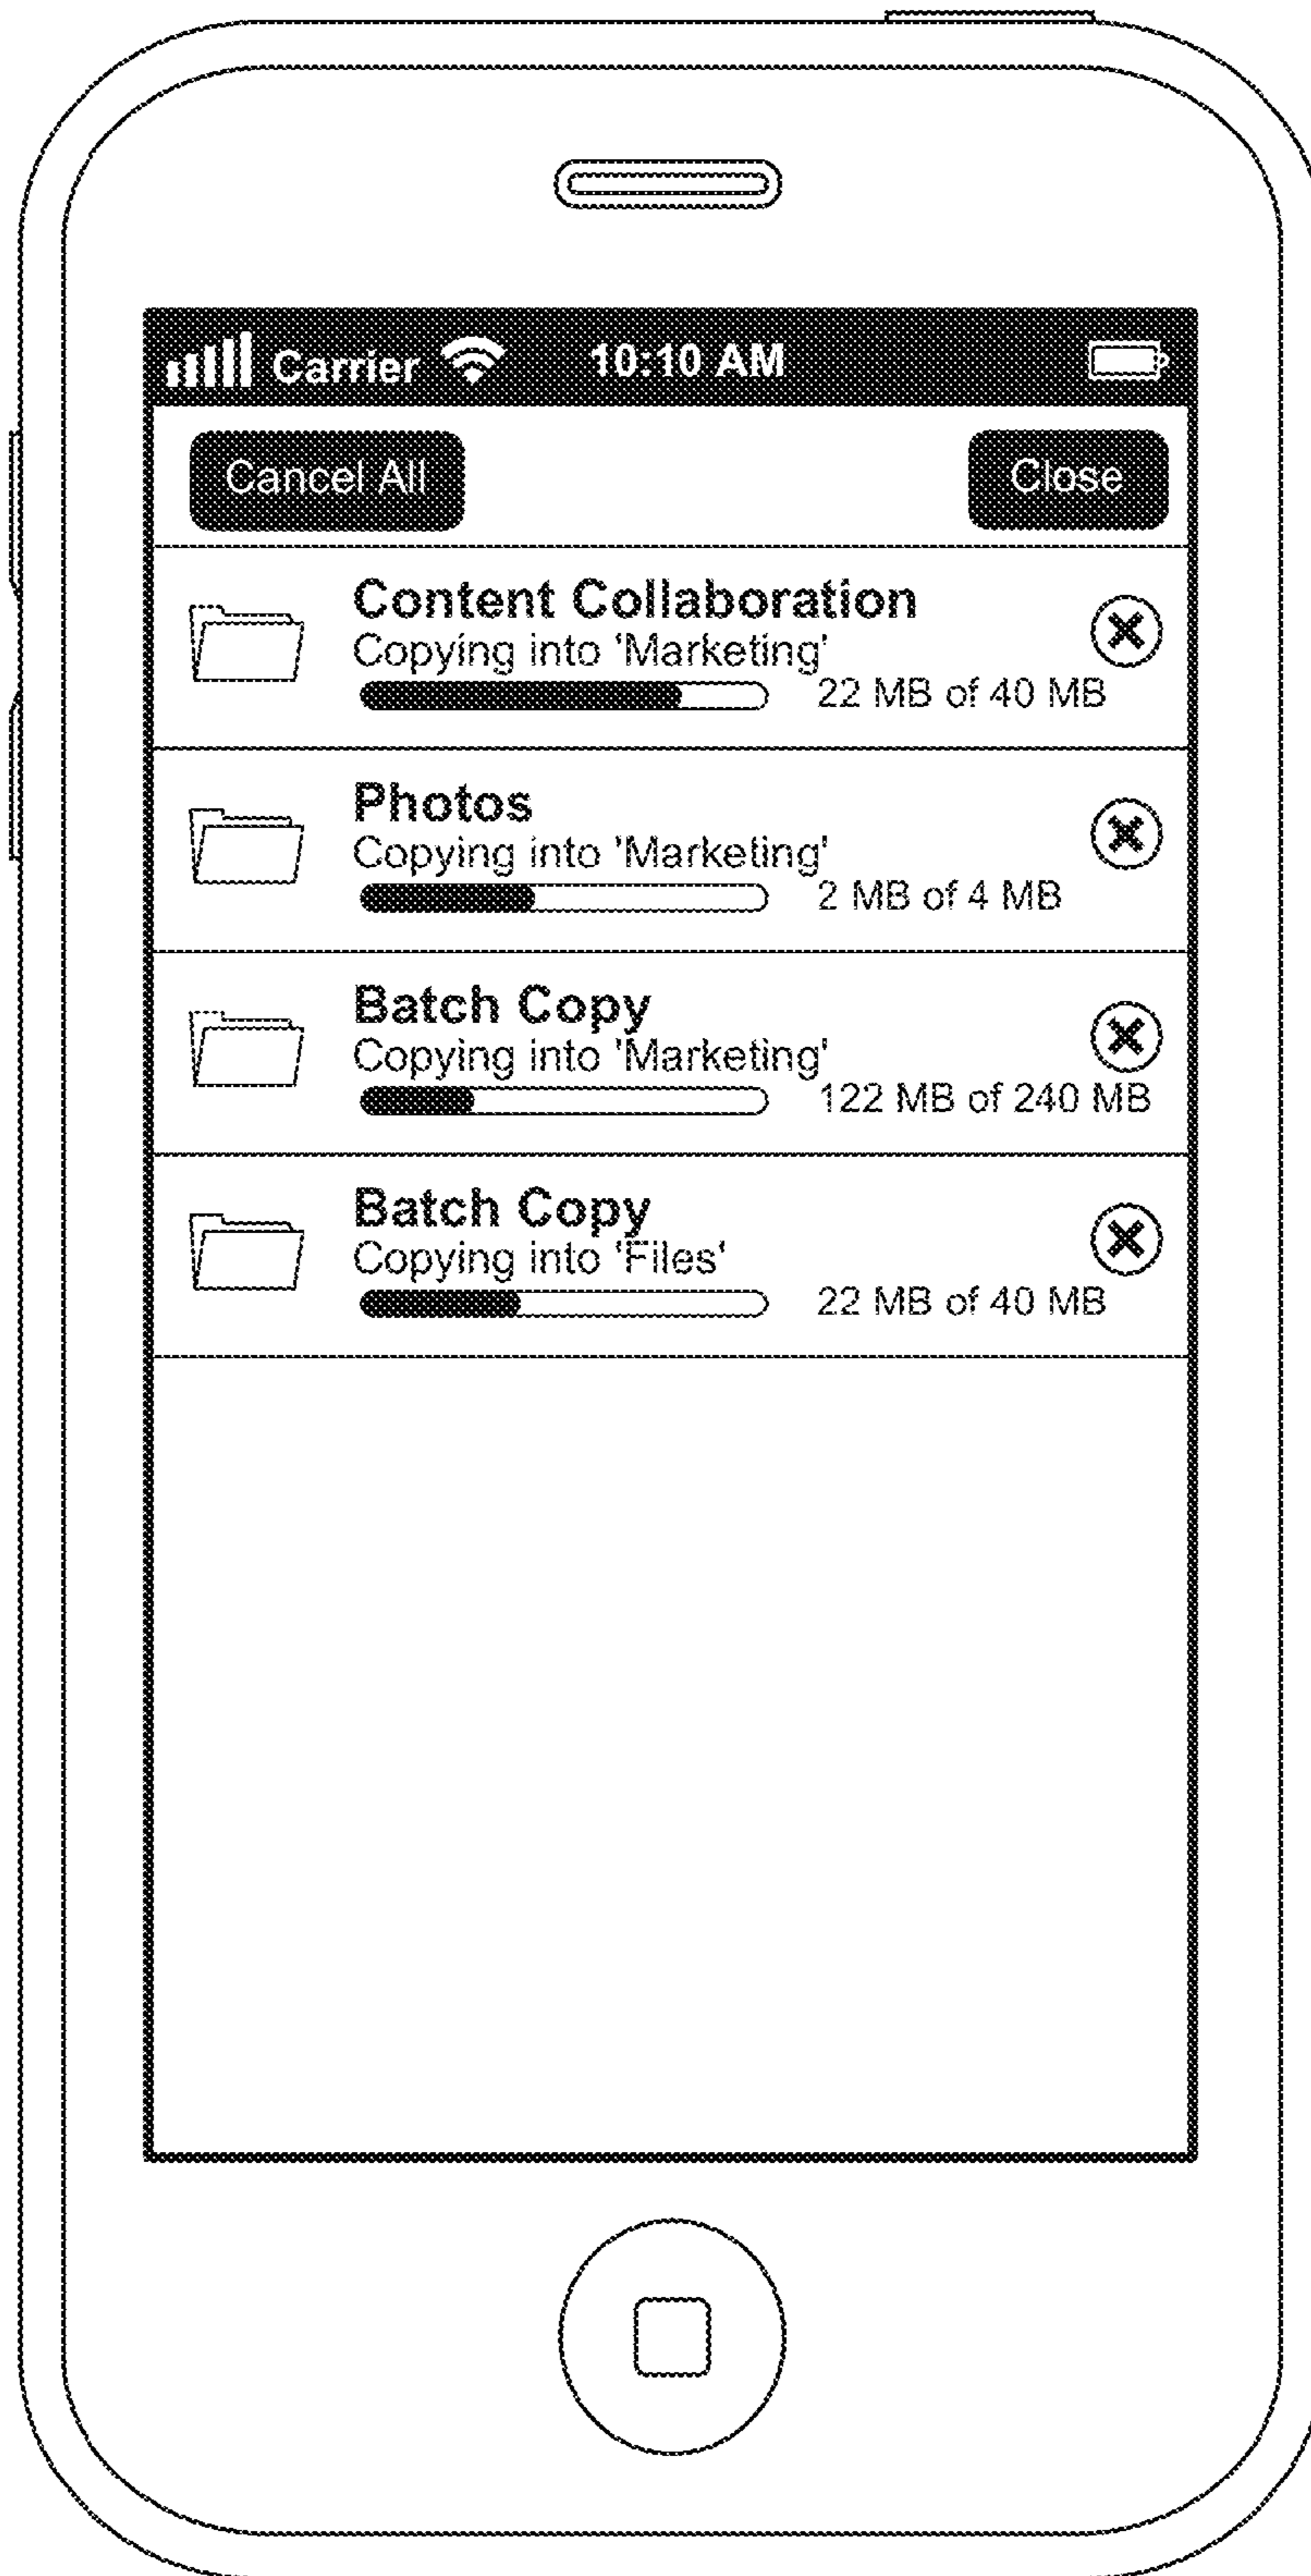 Carrier 10:10 AM
Cancel All Close
Content Collaboration
Copying into 'Marketing'
22 MB of 40 MB
Photos
Copying into 'Marketing'
2 MB of 4 MB
Batch Copy
Copying into 'Marketing'
122 MB of 240 MB
Batch Copy
Copying into 'Files'
22 MB of 40 MB